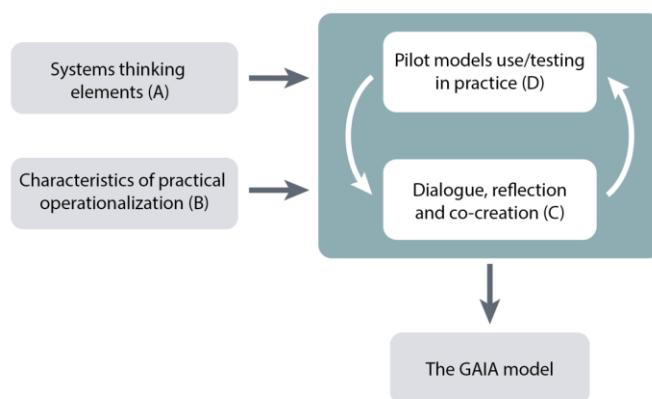 Systems thinking
elements (A)
Characteristics of practical
operationalization (B)
Pilot models use/testing
in practice (D)
Dialogue, reflection
and co-creation (C)
The GAIA model